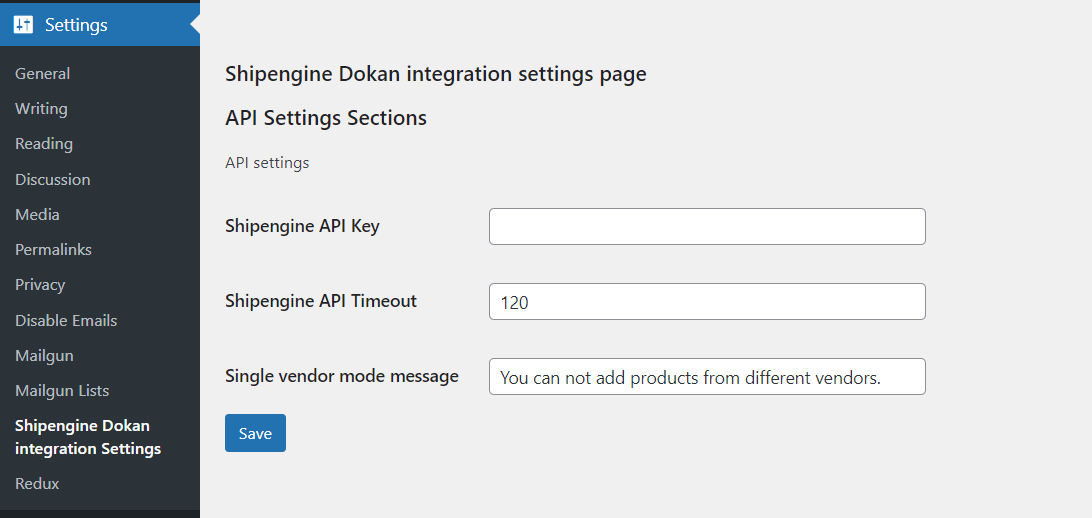 Settings
General
Writing
Reading
Discussion
Media
Permalinks
Privacy
Disable Emails
Mailgun
Mailgun Lists
Shipengine Dokan
integration Settings
Redux
Shipengine Dokan integration settings page
API Settings Sections
API settings
Shipengine API Key
Shipengine API Timeout
120
Single vendor mode message
You can not add products from different vendors.
Save